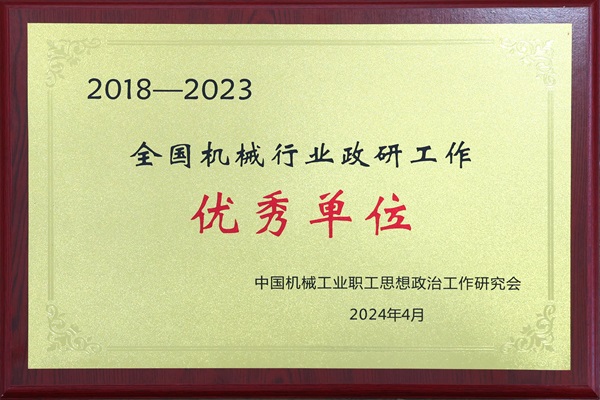 2018—2023
全国机械行业政研工作
优秀单位
中国机械工业职工思想政治工作研究会
2024年4月